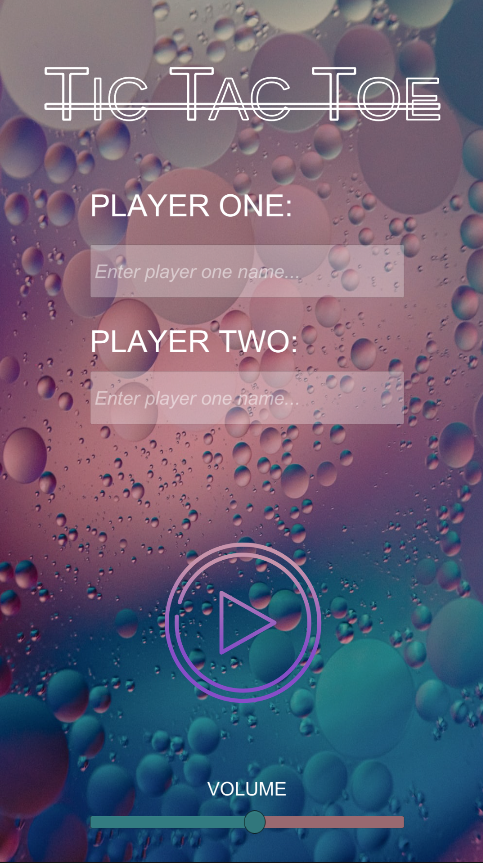 TIC TAC TOE
PLAYER ONE:
Enter player one name...
PLAYER TWO:
Enter player one name...
VOLUME